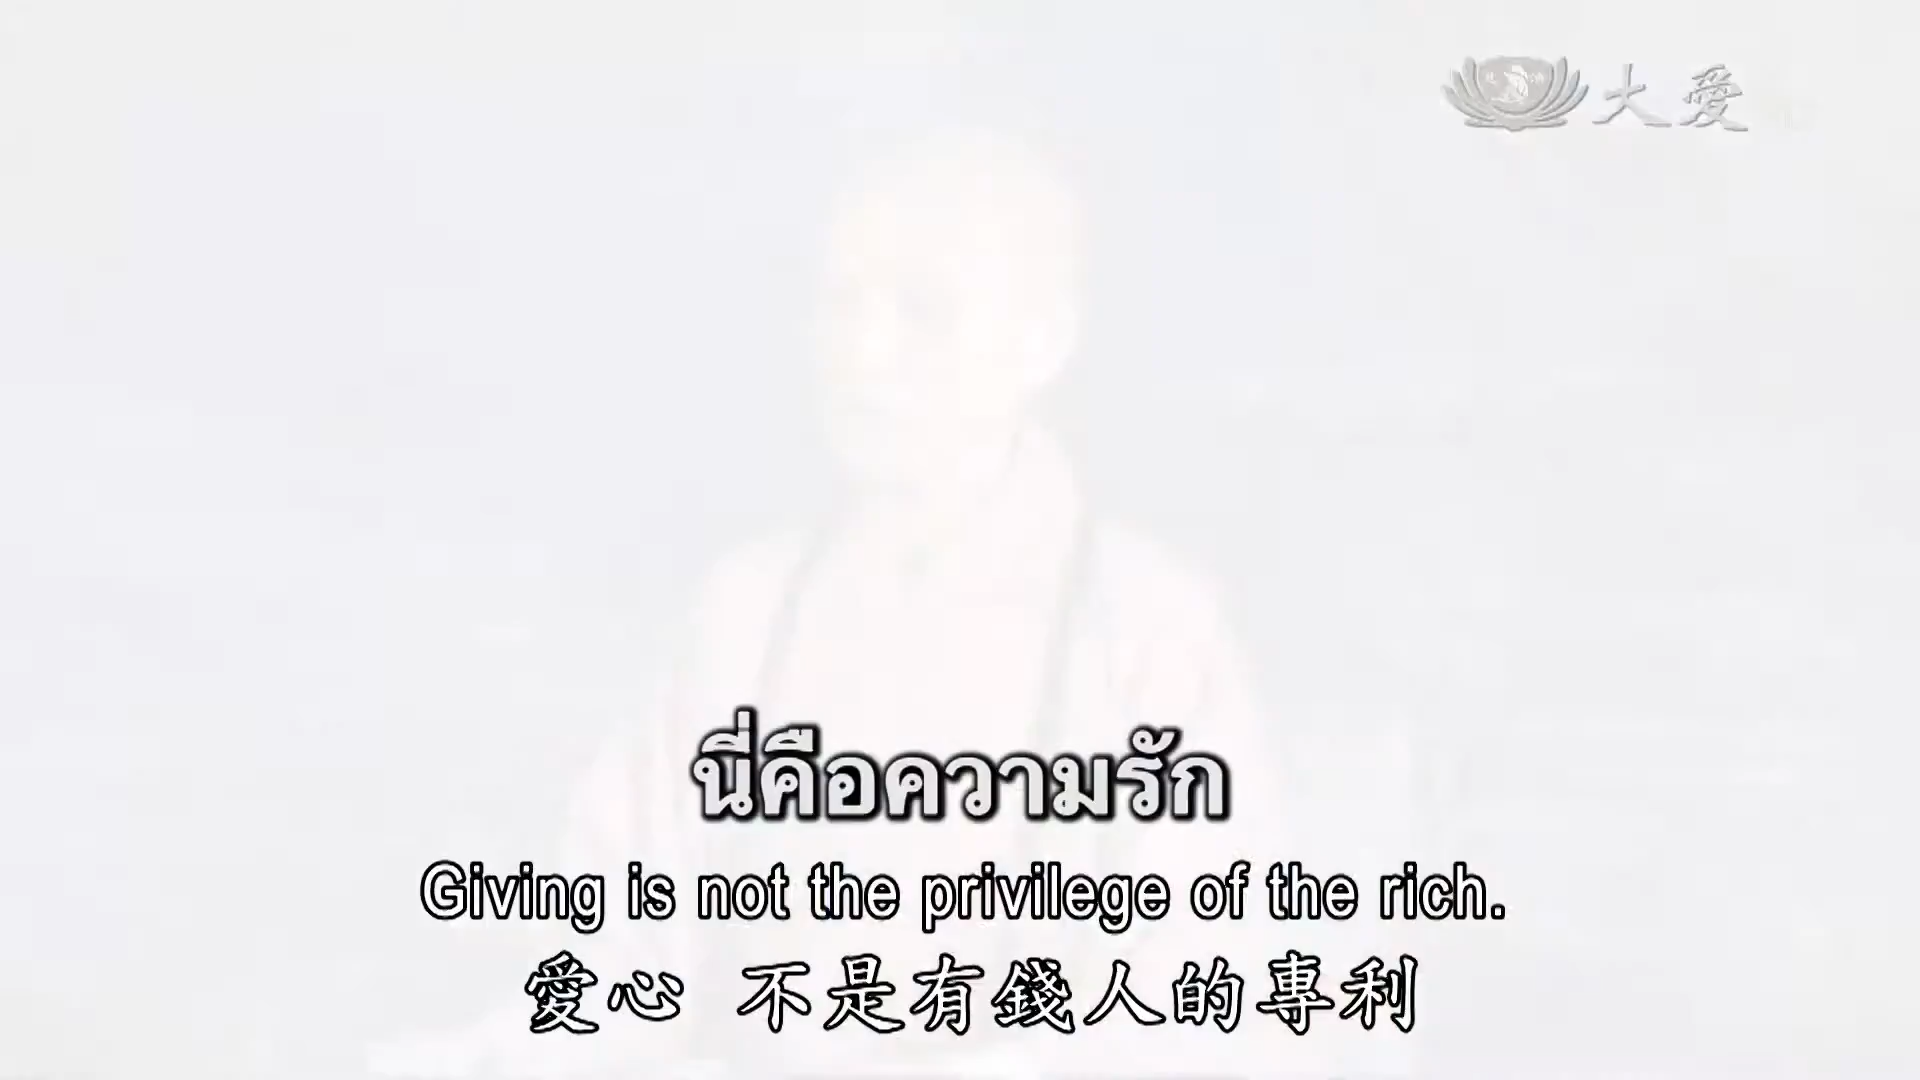 大愛
นี่คือความรัก
Giving is not the privilege of the rich.
愛心 不是有錢人的專利